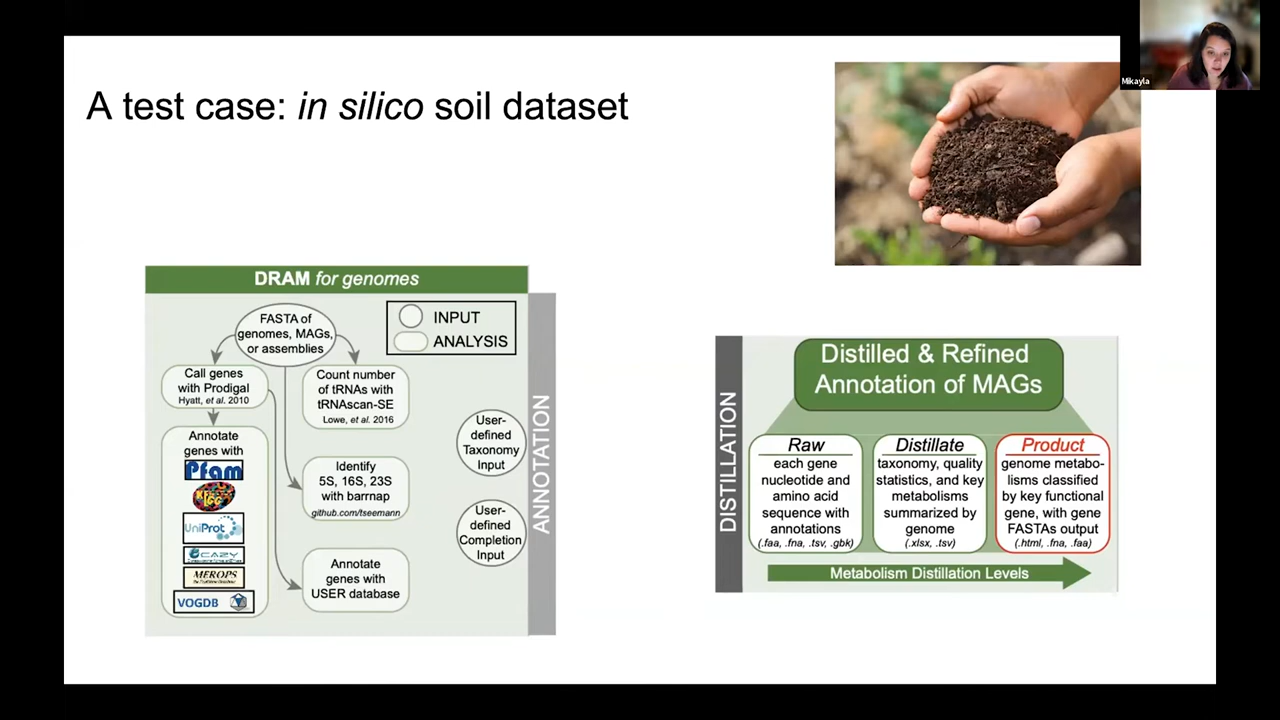 Mikayla
A test case: in silico soil dataset
DRAM for genomes
FASTA of
genomes, MAGs,
or assemblies
INPUT
ANALYSIS
Call genes
with Prodigal
Hyatt, et al. 2010
Count number
of tRNAs with
tRNAscan-SE
Lowe, et al. 2016
Annotate
genes with
Pfam
KEGG
UniProt
CAZY
MEROPS
VOGDB
Identify
5S, 16S, 23S
with barrnap
github.com/tseemann
Annotate
genes with
USER database
User-
defined
Taxonomy
Input
User-
defined
Completion
Input
ANNOTATION
DISTILLATION
Distilled & Refined
Annotation of MAGs
Raw
each gene
nucleotide and
amino acid
sequence with
annotations
(.faa, .fna, .tsv, .gbk)
Distillate
taxonomy, quality
statistics, and key
metabolisms
summarized by
genome
(.xlsx, .tsv)
Product
genome metabo-
lisms classified
by key functional
gene, with gene
FASTAs output
(.html, .fna, .faa)
Metabolism Distillation Levels